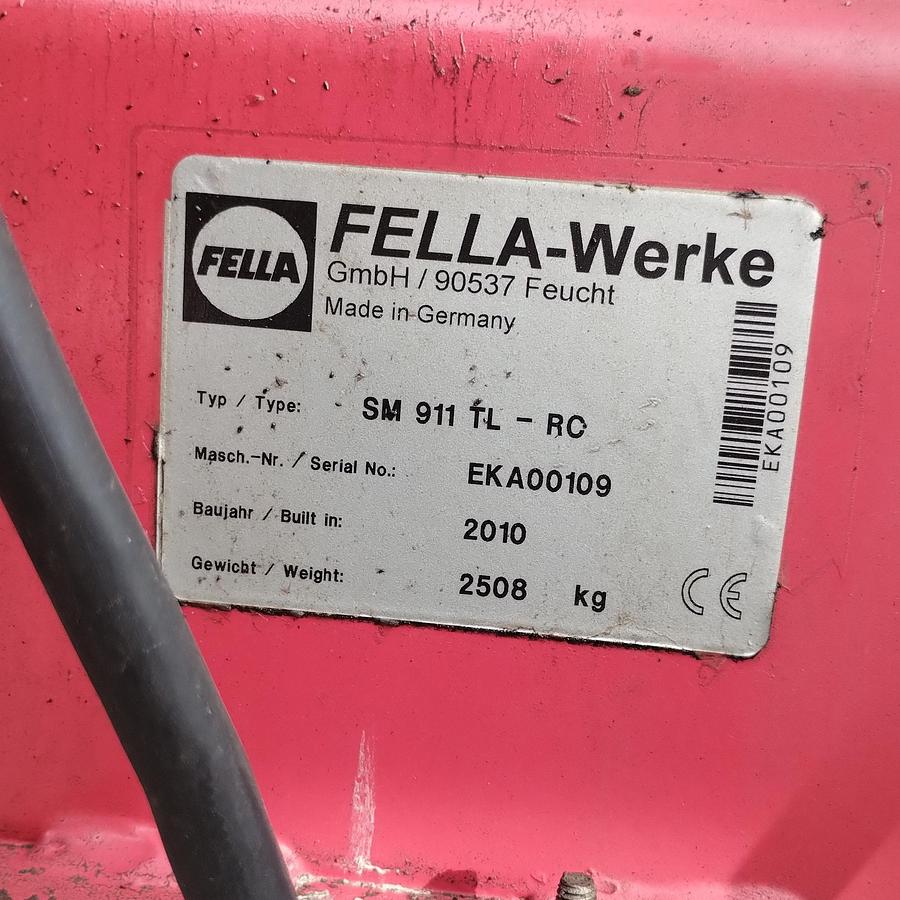 FELLA
FELLA-Werke
GmbH / 90537 Feucht
Made in Germany
Typ / Type: SM 911 TL - RC
Masch.-Nr. / Serial No.: EKA00109
Baujahr / Built in: 2010
Gewicht / Weight: 2508 kg
CE
EKA00109